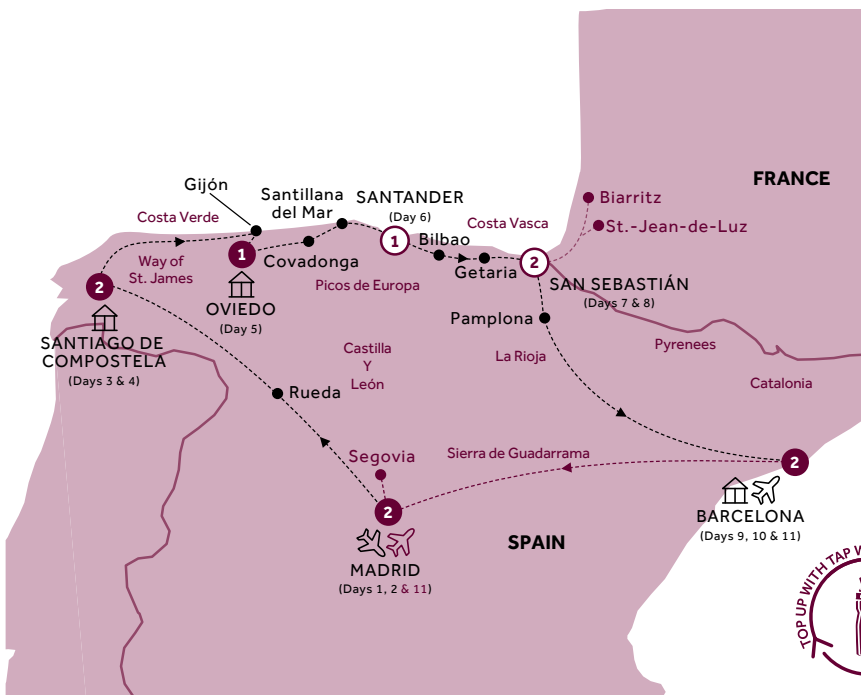 FRANCE
Gijón
Santillana
del Mar
SANTANDER
(Day 6)
Biarritz
Costa Verde
Costa Vasca
St.-Jean-de-Luz
1
Bilbao
1
Way of
St. James
Covadonga
Getaria
2
2
OVIEDO
(Day 5)
Picos de Europa
SAN SEBASTIÁN
(Days 7 & 8)
SANTIAGO DE
COMPOSTELA
(Days 3 & 4)
Pamplona
Castilla
Y
León
La Rioja
Pyrenees
Catalonia
Rueda
Segovia
Sierra de Guadarrama
2
2
BARCELONA
(Days 9, 10 & 11)
SPAIN
MADRID
(Days 1, 2 & 11)
TOP UP WITH TAP W